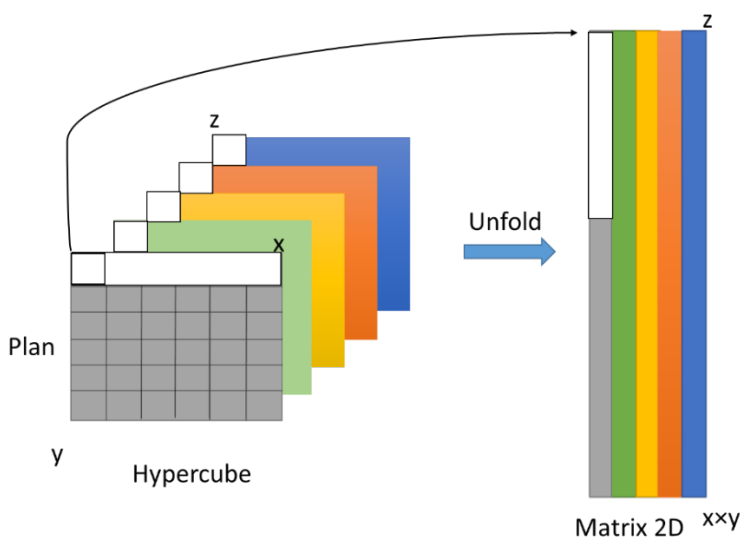 z
z
Unfold
x
Plan
y
Hypercube
Matrix 2D
x×y